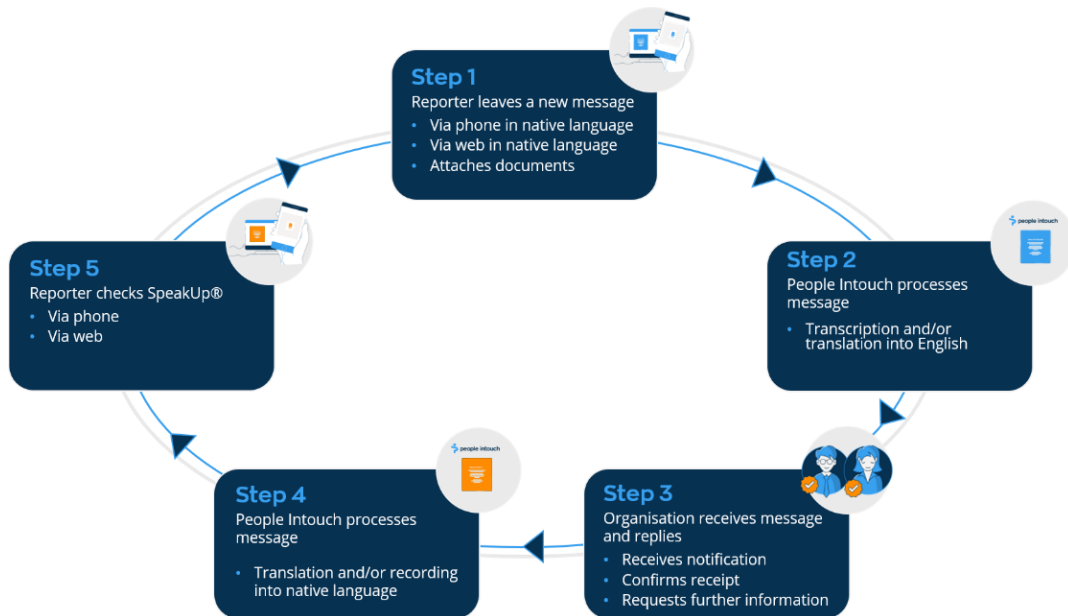 Step 1
Reporter leaves a new message
• Via phone in native language
• Via web in native language
• Attaches documents
people intouch
Step 2
People Intouch processes
message
• Transcription and/or
translation into English
Step 3
Organisation receives message
and replies
• Receives notification
• Confirms receipt
• Requests further information
people intouch
Step 4
People Intouch processes
message
• Translation and/or recording
into native language
Step 5
Reporter checks SpeakUp®
• Via phone
• Via web